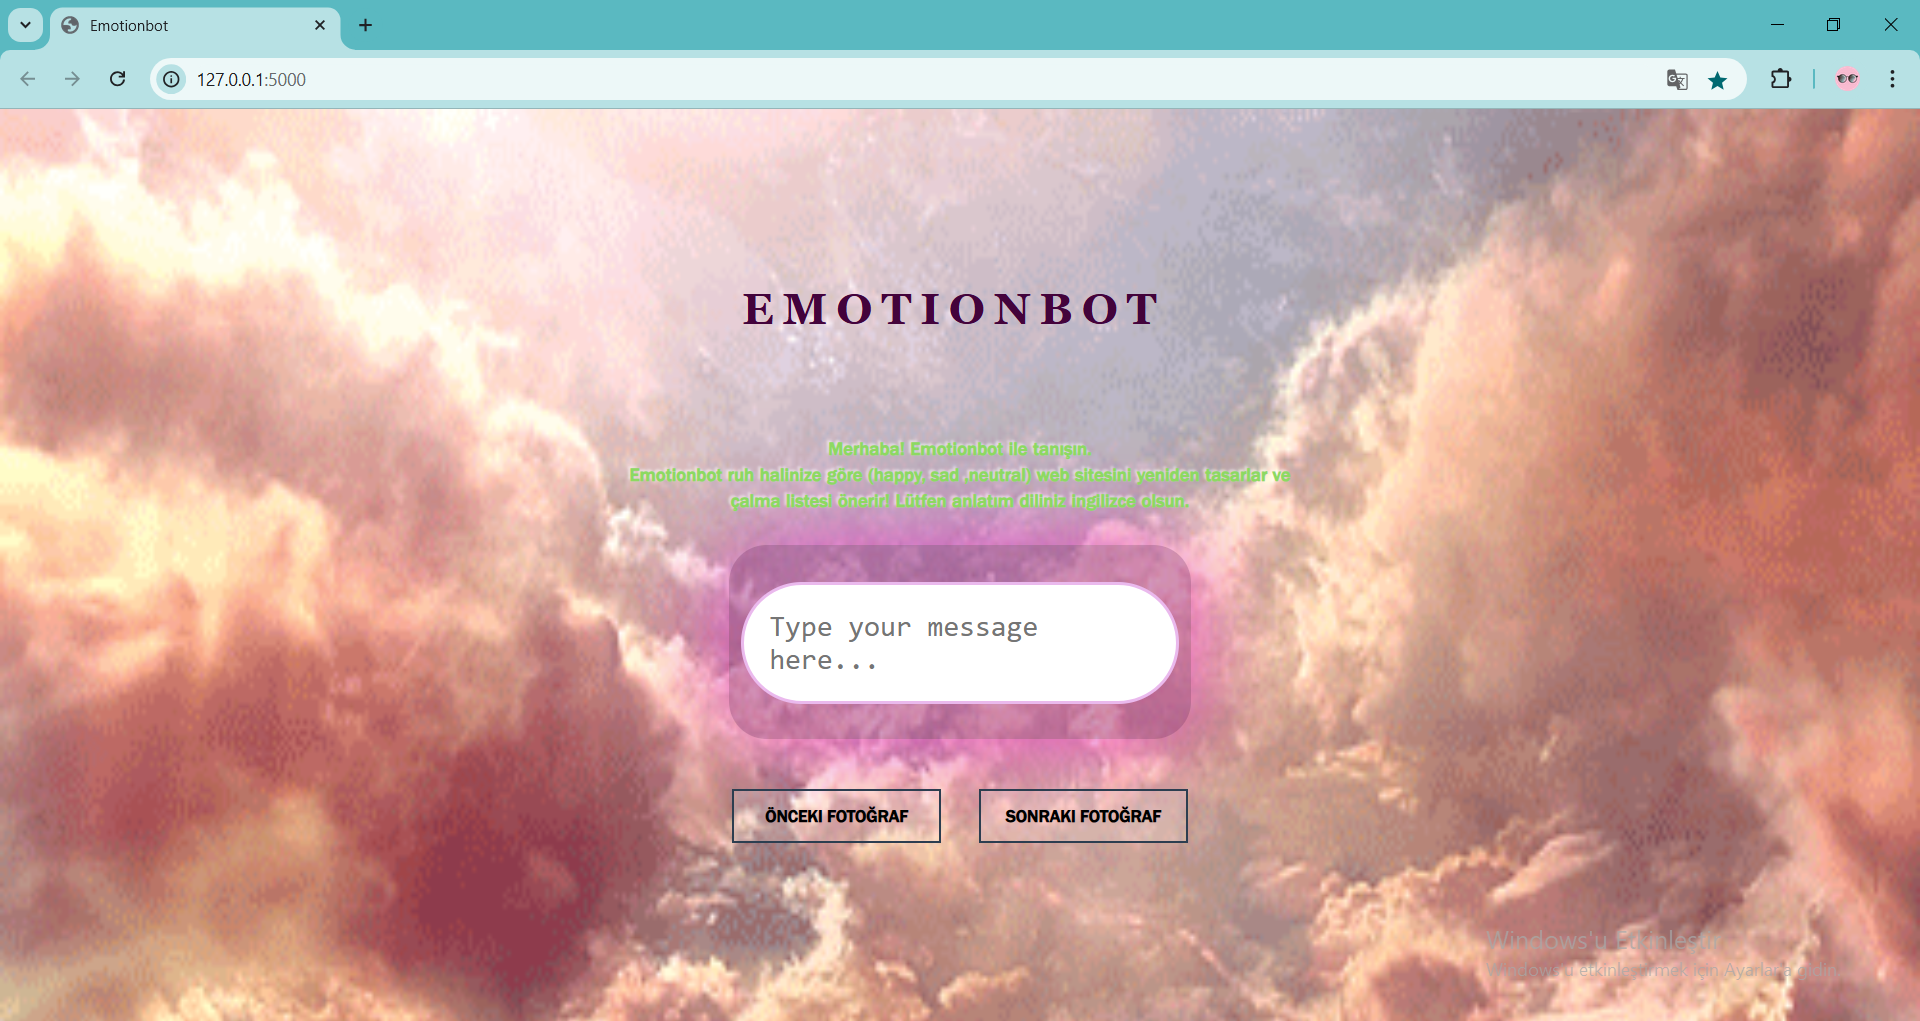 Emotionbot
127.0.0.1:5000
EMOTIONBOT
Merhaba! Emotionbot ile tanışın.
Emotionbot ruh halinize göre (happy, sad ,neutral) web sitesini yeniden tasarlar ve
çalma listesi önerir! Lütfen anlatım diliniz ingilizce olsun.
Type your message
here...
ÖNCEKI FOTOĞRAF SONRAKI FOTOĞRAF
Windows'u Etkinleştir
Windows'u etkinleştirmek için Ayarlar'a gidin.